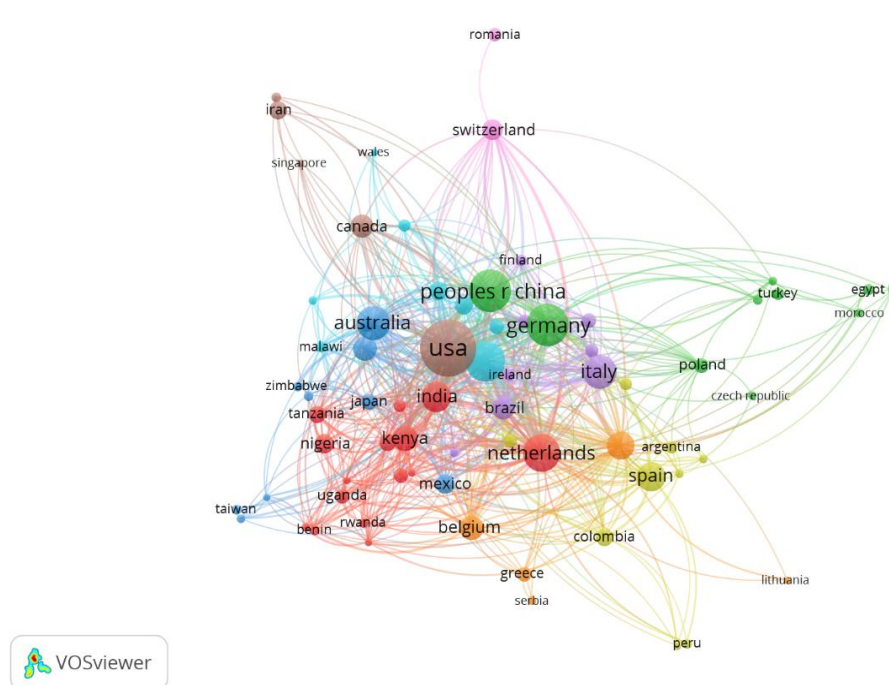 romania
iran
switzerland
wales
singapore
canada
finland
peoples r china
turkey
egypt
morocco
australia
germany
usa
malawi
ireland
italy
poland
zimbabwe
india
czech republic
japan
brazil
tanzania
nigeria
kenya
netherlands
argentina
spain
mexico
uganda
taiwan
benin
rwanda
belgium
colombia
greece
lithuania
serbia
peru
VOSviewer